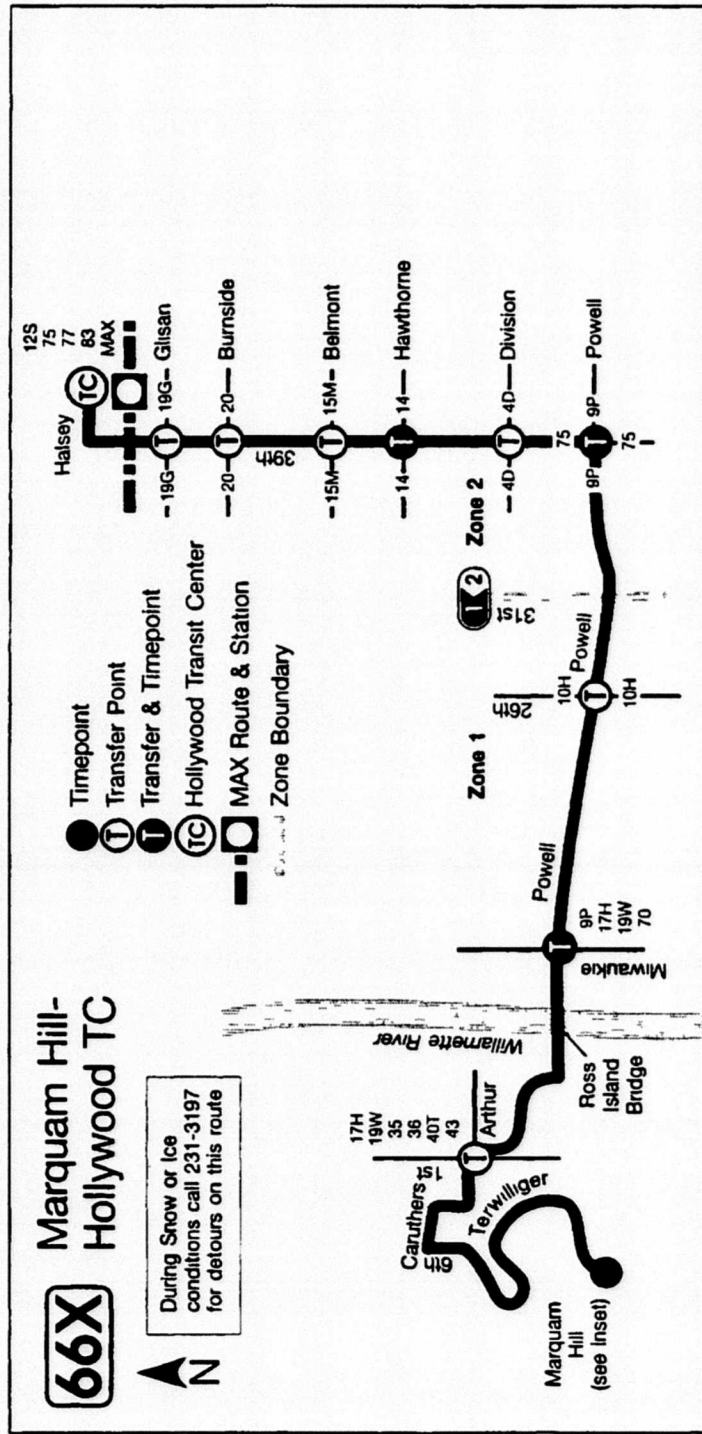 66X
Marquam Hill-
Hollywood TC
N
During Snow or Ice
conditions call 231-3197
for detours on this route
Timepoint
T
Transfer Point
T
Transfer & Timepoint
TC
Hollywood Transit Center
MAX Route & Station
Zone Boundary
12S
75
77
83
MAX
Halsey
TC
19G
T
19G
Glisan
20
T
20
Burnside
39th
15M
T
15M
Belmont
14
T
14
Hawthorne
4D
T
4D
Division
75
9P
T
9P
Powell
75
Zone 2
1 2
31st
Zone 1
26th
10H
T
10H
Powell
Powell
T
9P
17H
19W
70
Milwaukie
Willamette River
Ross
Island
Bridge
17H
19W
35
36
40T
43
1st
T
Arthur
Caruthers
6th
Terwilliger
Marquam
Hill
(see Inset)